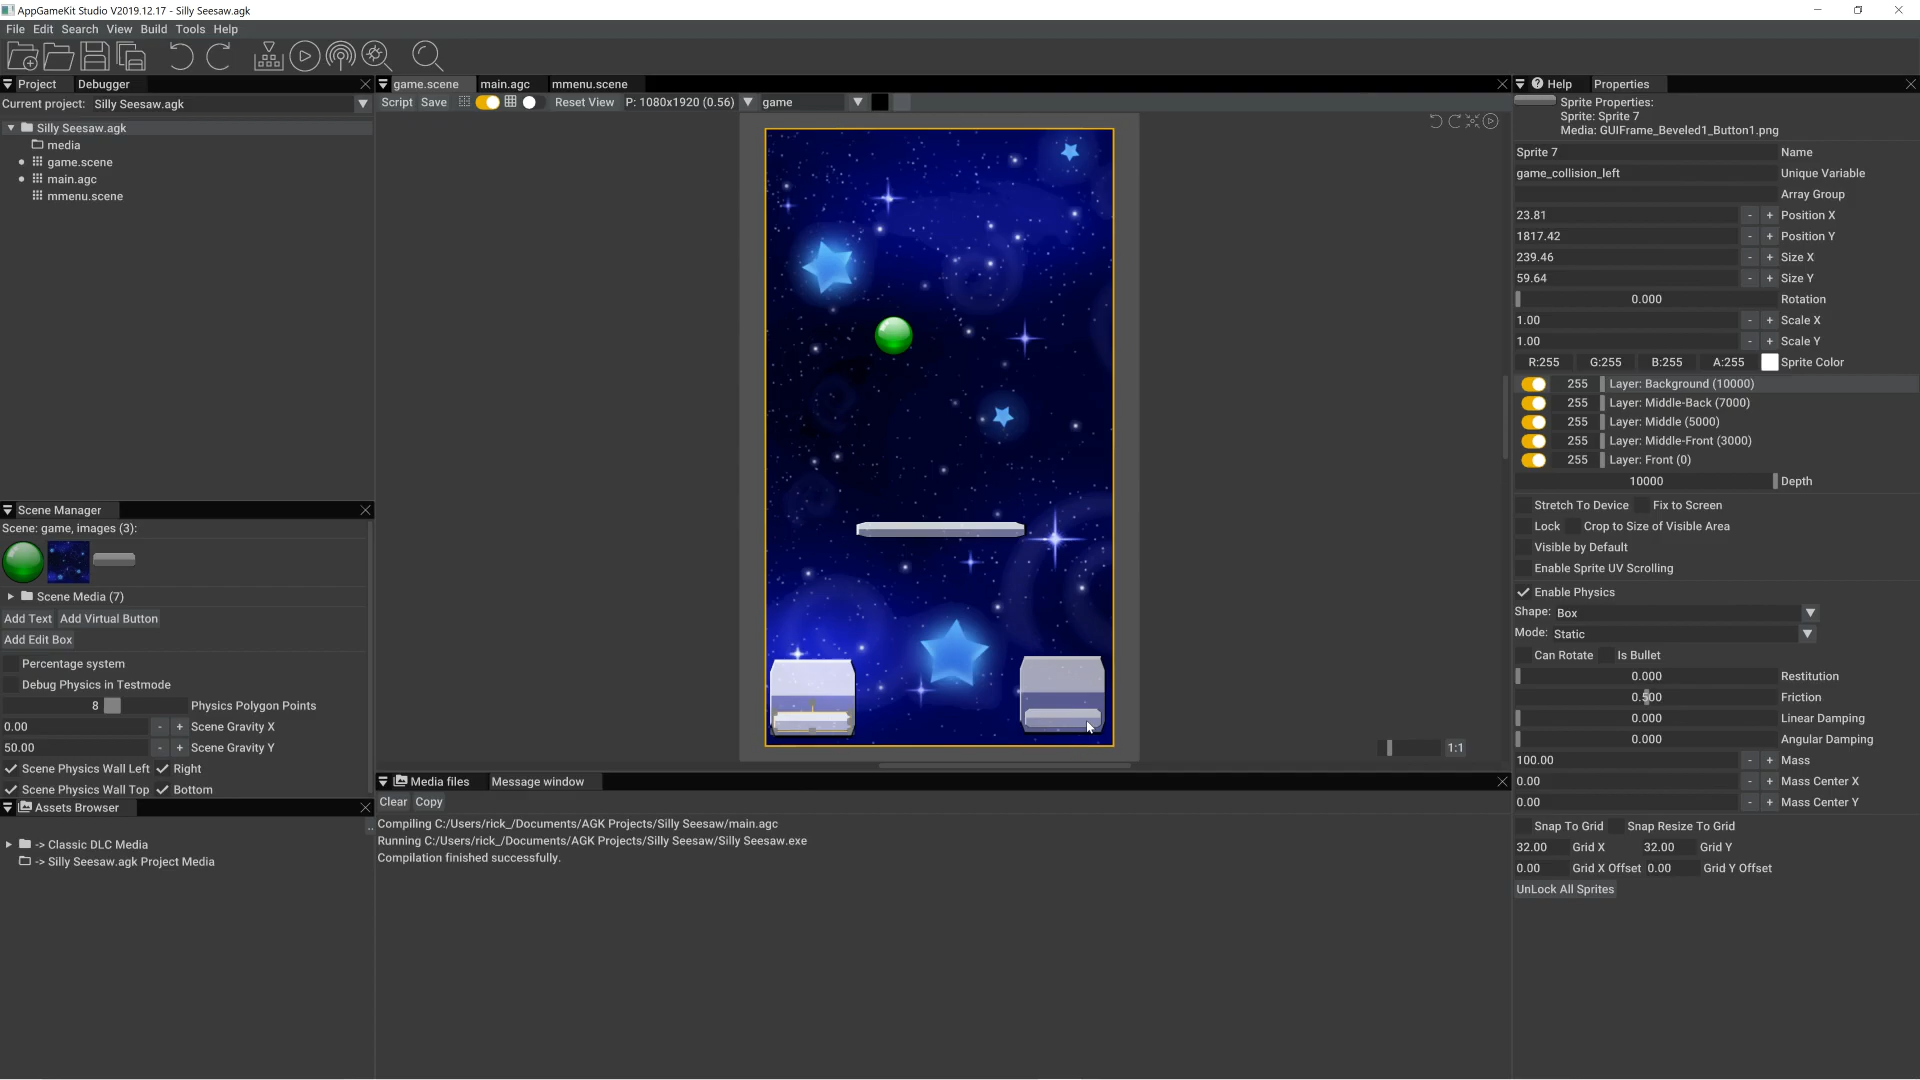 AppGameKit Studio V2019.12.17 - Silly Seesaw.agk
File Edit Search View Build Tools Help
Project Debugger
Current project: Silly Seesaw.agk
Silly Seesaw.agk
media
game.scene
main.agc
mmenu.scene
Scene Manager
Scene: game, images (3):
Scene Media (7)
Add Text Add Virtual Button
Add Edit Box
Percentage system
Debug Physics in Testmode
8 Physics Polygon Points
0.00 - + Scene Gravity X
50.00 - + Scene Gravity Y
Scene Physics Wall Left Right
Scene Physics Wall Top Bottom
Assets Browser
..
-> Classic DLC Media
-> Silly Seesaw.agk Project Media
game.scene main.agc mmenu.scene
Script Save Reset View P: 1080x1920 (0.56) game
1:1
Media files Message window
Clear Copy
Compiling C:/Users/rick_/Documents/AGK Projects/Silly Seesaw/main.agc
Running C:/Users/rick_/Documents/AGK Projects/Silly Seesaw/Silly Seesaw.exe
Compilation finished successfully.
? Help Properties
Sprite Properties:
Sprite: Sprite 7
Media: GUIFrame_Beveled1_Button1.png
Sprite 7 Name
game_collision_left Unique Variable
Array Group
23.81 - + Position X
1817.42 - + Position Y
239.46 - + Size X
59.64 - + Size Y
0.000 Rotation
1.00 - + Scale X
1.00 - + Scale Y
R:255 G:255 B:255 A:255 Sprite Color
255 Layer: Background (10000)
255 Layer: Middle-Back (7000)
255 Layer: Middle (5000)
255 Layer: Middle-Front (3000)
255 Layer: Front (0)
10000 Depth
Stretch To Device Fix to Screen
Lock Crop to Size of Visible Area
Visible by Default
Enable Sprite UV Scrolling
Enable Physics
Shape: Box
Mode: Static
Can Rotate Is Bullet
0.000 Restitution
0.500 Friction
0.000 Linear Damping
0.000 Angular Damping
100.00 - + Mass
0.00 - + Mass Center X
0.00 - + Mass Center Y
Snap To Grid Snap Resize To Grid
32.00 Grid X 32.00 Grid Y
0.00 Grid X Offset 0.00 Grid Y Offset
UnLock All Sprites